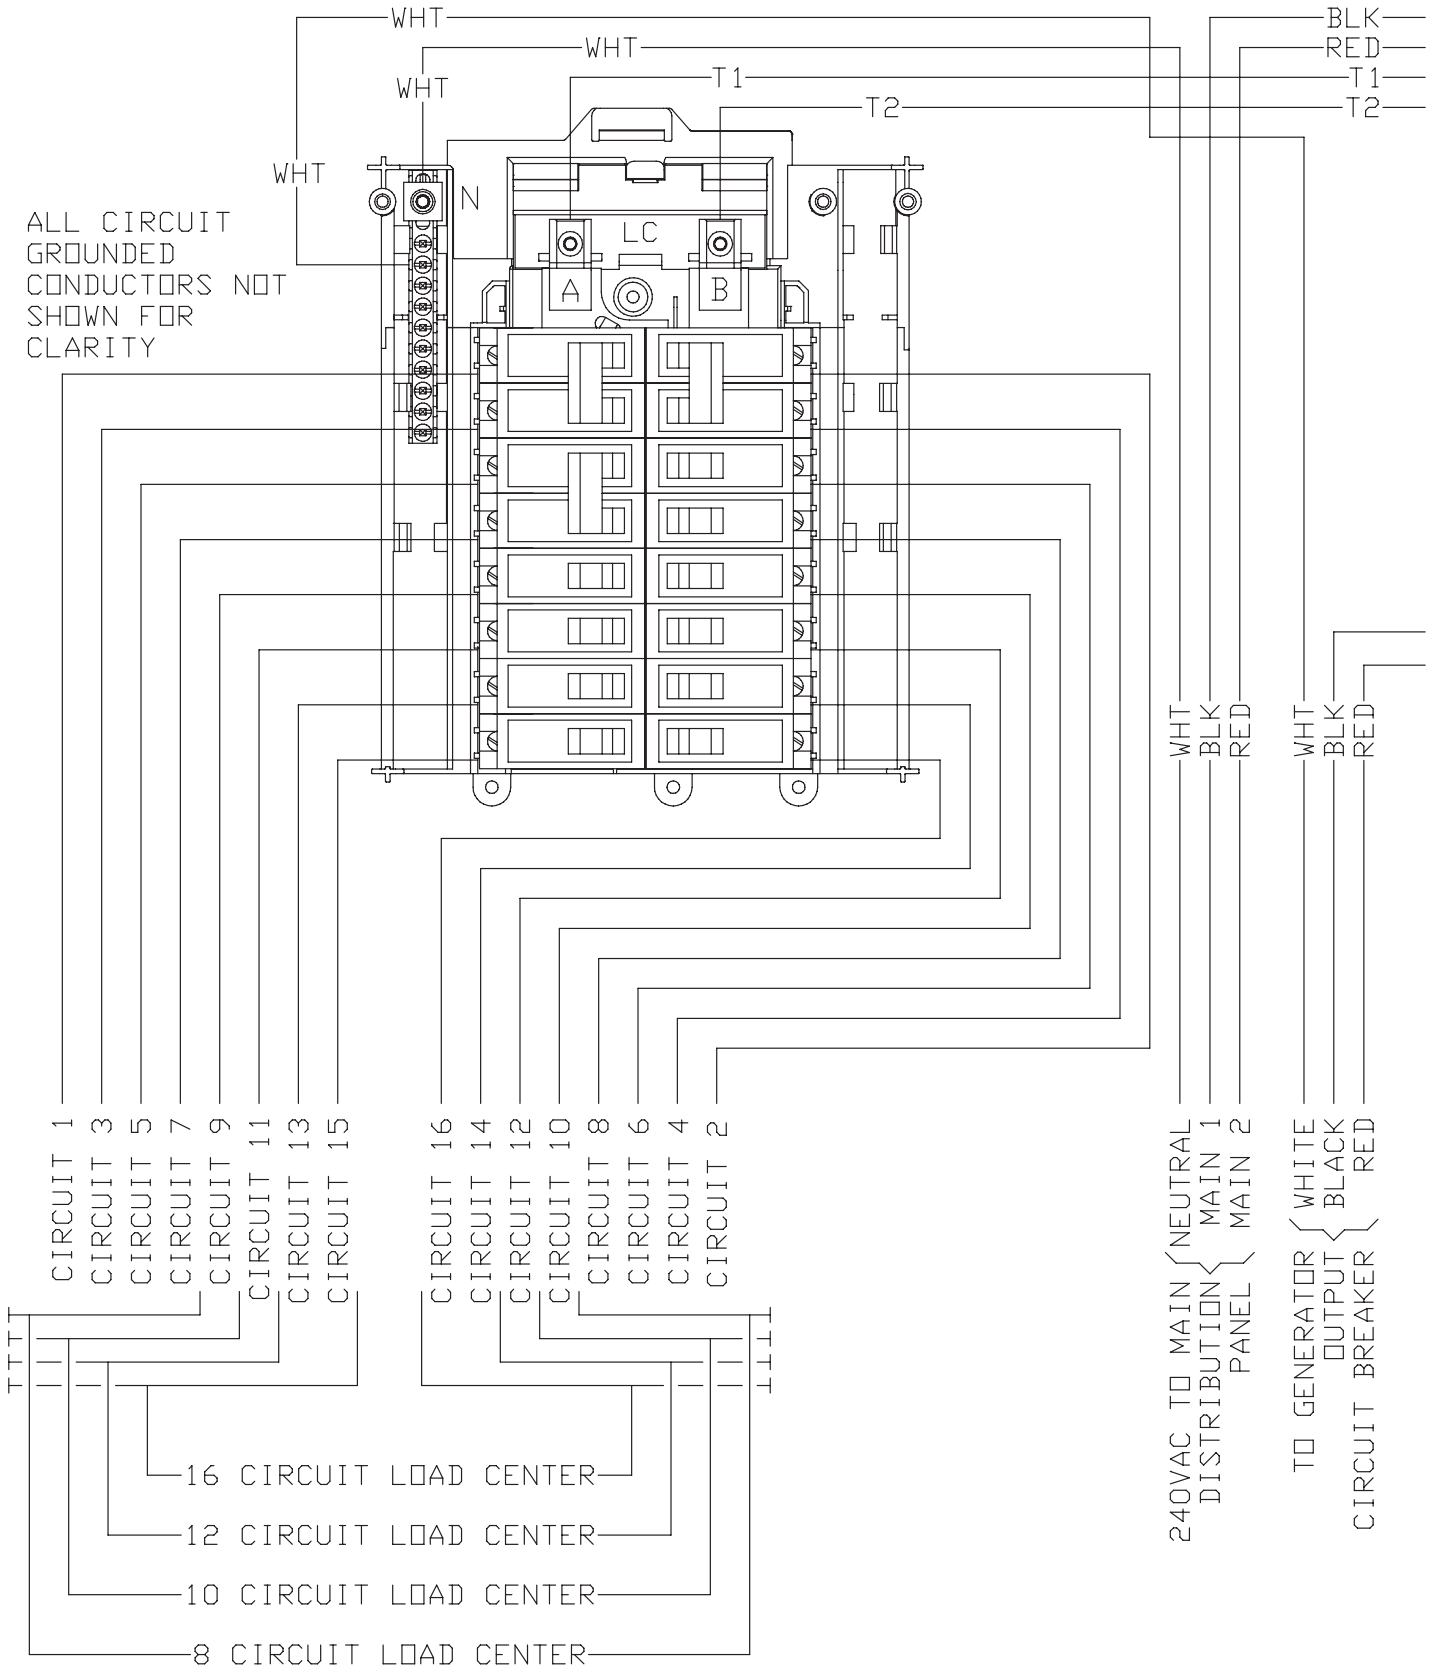 WHT
BLK
WHT
RED
WHT
T1
T1
T2
T2
WHT
N
ALL CIRCUIT
GROUNDED
CONDUCTORS NOT
SHOWN FOR
CLARITY
LC
A
B
WHT
BLK
RED
WHT
BLK
RED
CIRCUIT 1
CIRCUIT 3
CIRCUIT 5
CIRCUIT 7
CIRCUIT 9
CIRCUIT 11
CIRCUIT 13
CIRCUIT 15
CIRCUIT 16
CIRCUIT 14
CIRCUIT 12
CIRCUIT 10
CIRCUIT 8
CIRCUIT 6
CIRCUIT 4
CIRCUIT 2
240VAC TO MAIN
DISTRIBUTION
PANEL
NEUTRAL
MAIN 1
MAIN 2
TO GENERATOR
OUTPUT
CIRCUIT BREAKER
WHITE
BLACK
RED
16 CIRCUIT LOAD CENTER
12 CIRCUIT LOAD CENTER
10 CIRCUIT LOAD CENTER
8 CIRCUIT LOAD CENTER